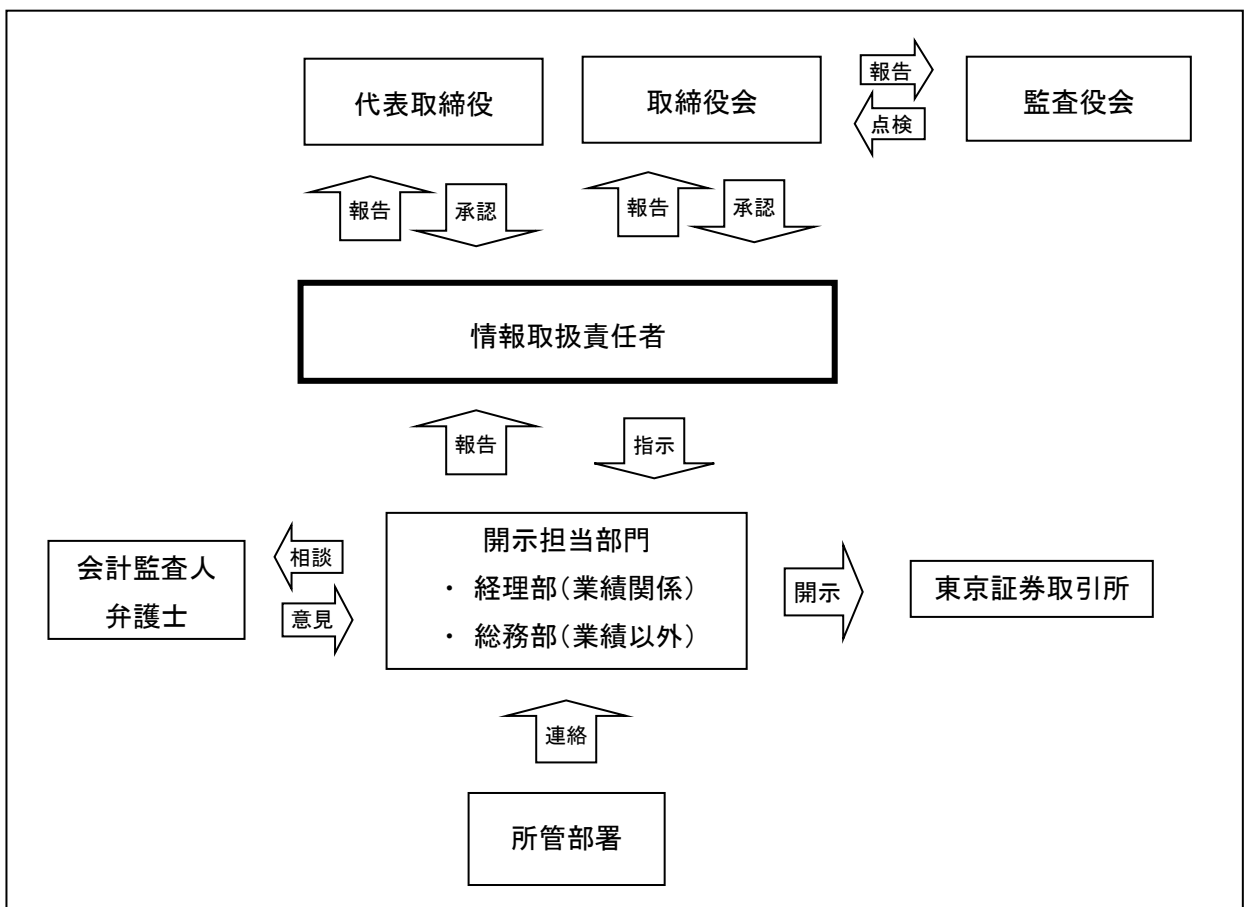 代表取締役
取締役会
報告
点検
監査役会
報告
承認
報告
承認
情報取扱責任者
報告
指示
会計監査人
弁護士
相談
意見
開示担当部門
・ 経理部（業績関係）
・ 総務部（業績以外）
開示
東京証券取引所
連絡
所管部署